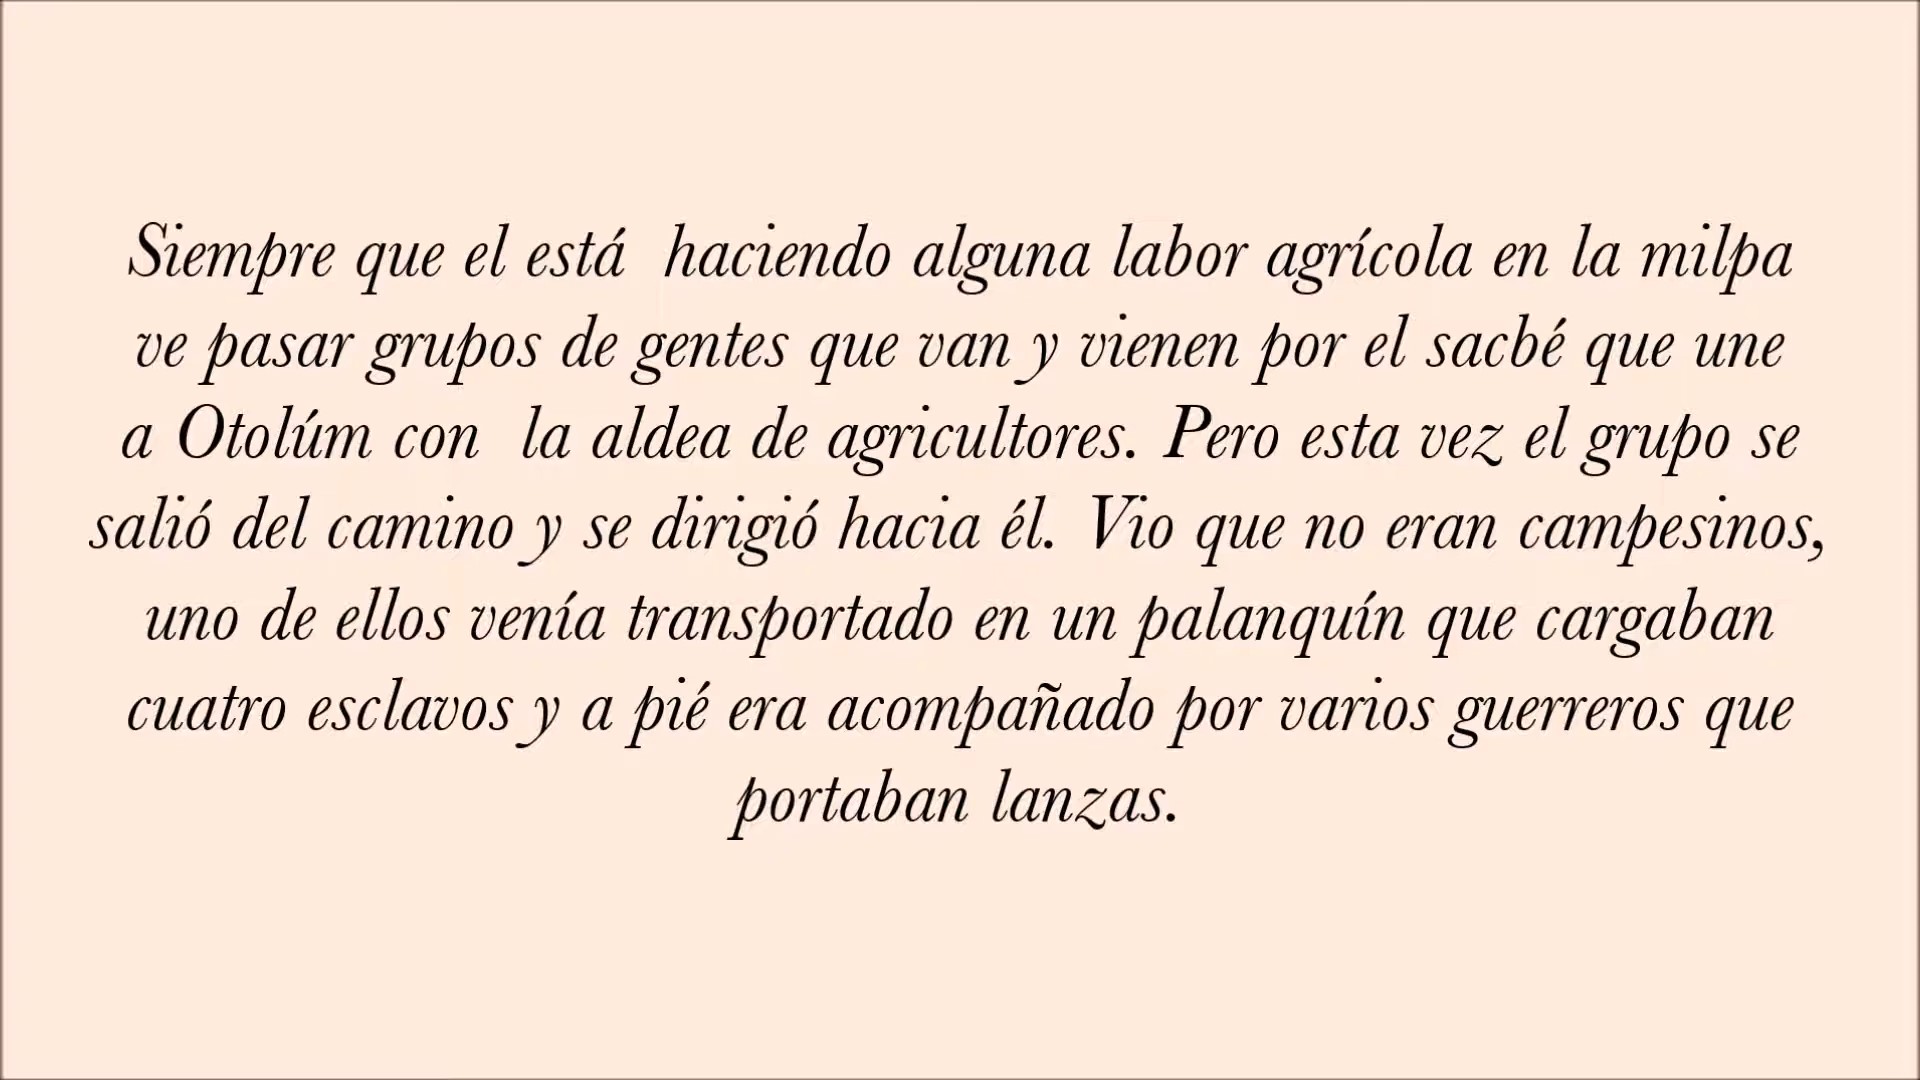 Siempre que el está  haciendo alguna labor agrícola en la milpa
ve pasar grupos de gentes que van y vienen por el sacbé que une
a Otolúm con  la aldea de agricultores. Pero esta vez el grupo se
salió del camino y se dirigió hacia él.  Vio que no eran campesinos,
uno de ellos venía transportado en un palanquín que cargaban
cuatro esclavos y a pié era acompañado por varios guerreros que
portaban lanzas.